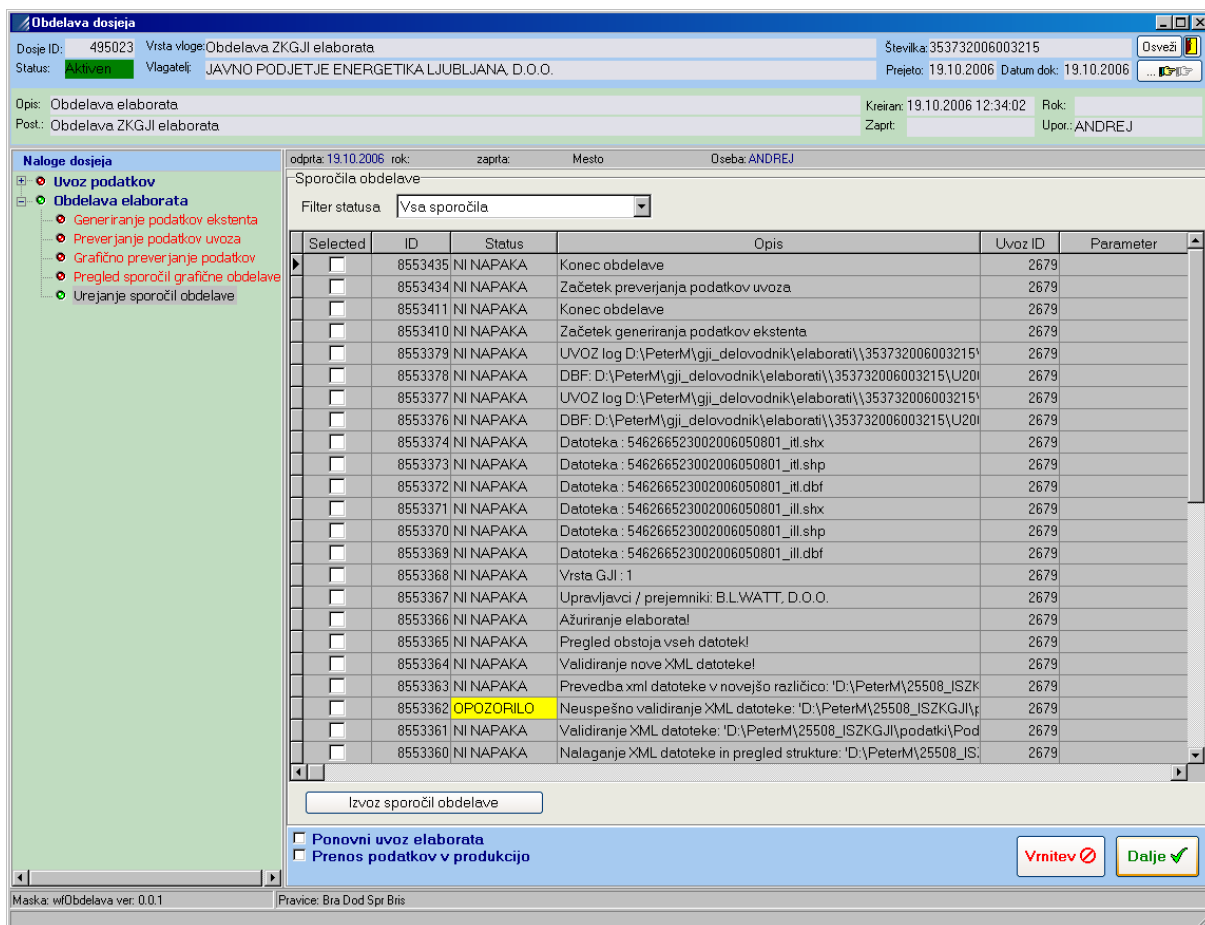 Obdelava dosjeja
Dosje ID: 495023 Vrsta vloge: Obdelava ZKGJI elaborata Številka: 353732006003215 Osveži
Status: Aktiven Vlagatelj: JAVNO PODJETJE ENERGETIKA LJUBLJANA, D.O.O. Prejeto: 19.10.2006 Datum dok: 19.10.2006 ...
Opis: Obdelava elaborata Kreiran: 19.10.2006 12:34:02 Rok:
Post.: Obdelava ZKGJI elaborata Zaprt: Upor.: ANDREJ
Naloge dosjeja
Uvoz podatkov
Obdelava elaborata
Generiranje podatkov ekstenta
Preverjanje podatkov uvoza
Grafično preverjanje podatkov
Pregled sporočil grafične obdelave
Urejanje sporočil obdelave
odprta: 19.10.2006 rok: zaprta: Mesto Oseba: ANDREJ
Sporočila obdelave
Filter statusa Vsa sporočila
Selected ID Status Opis Uvoz ID Parameter
8553435 NI NAPAKA Konec obdelave 2679
8553434 NI NAPAKA Začetek preverjanja podatkov uvoza 2679
8553411 NI NAPAKA Konec obdelave 2679
8553410 NI NAPAKA Začetek generiranja podatkov ekstenta 2679
8553379 NI NAPAKA UVOZ log D:\PeterM\gji_delovodnik\elaborati\\353732006003215\ 2679
8553378 NI NAPAKA DBF: D:\PeterM\gji_delovodnik\elaborati\\353732006003215\U200 2679
8553377 NI NAPAKA UVOZ log D:\PeterM\gji_delovodnik\elaborati\\353732006003215\ 2679
8553376 NI NAPAKA DBF: D:\PeterM\gji_delovodnik\elaborati\\353732006003215\U200 2679
8553374 NI NAPAKA Datoteka : 546266523002006050801_itl.shx 2679
8553373 NI NAPAKA Datoteka : 546266523002006050801_itl.shp 2679
8553372 NI NAPAKA Datoteka : 546266523002006050801_itl.dbf 2679
8553371 NI NAPAKA Datoteka : 546266523002006050801_ill.shx 2679
8553370 NI NAPAKA Datoteka : 546266523002006050801_ill.shp 2679
8553369 NI NAPAKA Datoteka : 546266523002006050801_ill.dbf 2679
8553368 NI NAPAKA Vrsta GJI : 1 2679
8553367 NI NAPAKA Upravljavci / prejemniki: B.L.WATT, D.O.O. 2679
8553366 NI NAPAKA Ažuriranje elaborata! 2679
8553365 NI NAPAKA Pregled obstoja vseh datotek! 2679
8553364 NI NAPAKA Validiranje nove XML datoteke! 2679
8553363 NI NAPAKA Prevedba xml datoteke v novejšo različico: 'D:\PeterM\25508_ISZK 2679
8553362 OPOZORILO Neuspešno validiranje XML datoteke: 'D:\PeterM\25508_ISZKGJI\p 2679
8553361 NI NAPAKA Validiranje XML datoteke: 'D:\PeterM\25508_ISZKGJI\podatki\Pod 2679
8553360 NI NAPAKA Nalaganje XML datoteke in pregled strukture: 'D:\PeterM\25508_IS 2679
Izvoz sporočil obdelave
Ponovni uvoz elaborata
Prenos podatkov v produkcijo
Vrnitev Dalje
Maska: wfObdelava ver: 0.0.1 Pravice: Bra Dod Spr Bris